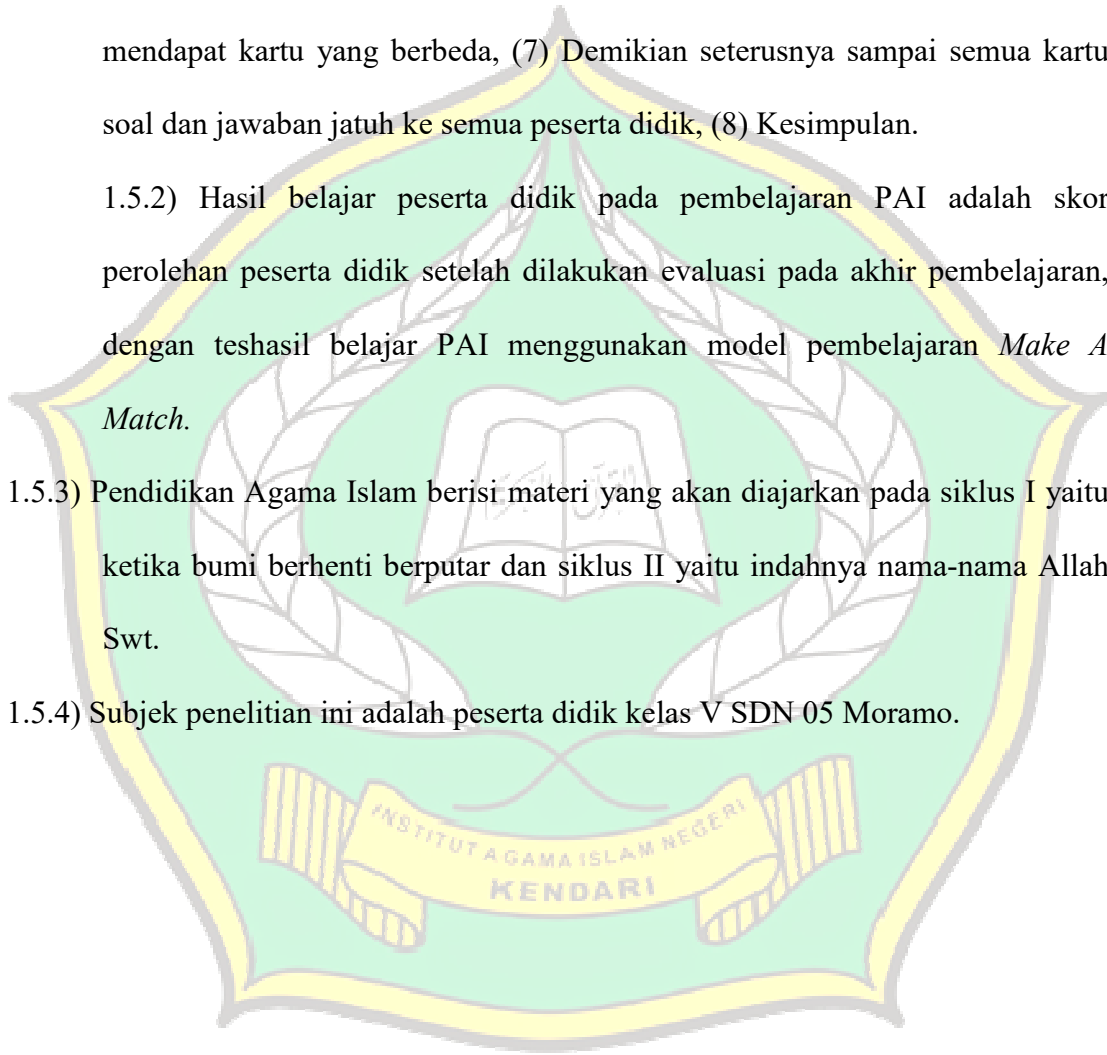 mendapat kartu yang berbeda, (7) Demikian seterusnya sampai semua kartu
soal dan jawaban jatuh ke semua peserta didik, (8) Kesimpulan.
1.5.2) Hasil belajar peserta didik pada pembelajaran PAI adalah skor
perolehan peserta didik setelah dilakukan evaluasi pada akhir pembelajaran,
dengan teshasil belajar PAI menggunakan model pembelajaran Make A
Match.
1.5.3) Pendidikan Agama Islam berisi materi yang akan diajarkan pada siklus I yaitu
ketika bumi berhenti berputar dan siklus II yaitu indahnya nama-nama Allah
Swt.
1.5.4) Subjek penelitian ini adalah peserta didik kelas V SDN 05 Moramo.
INSTITUT AGAMA ISLAM NEGERI
KENDARI